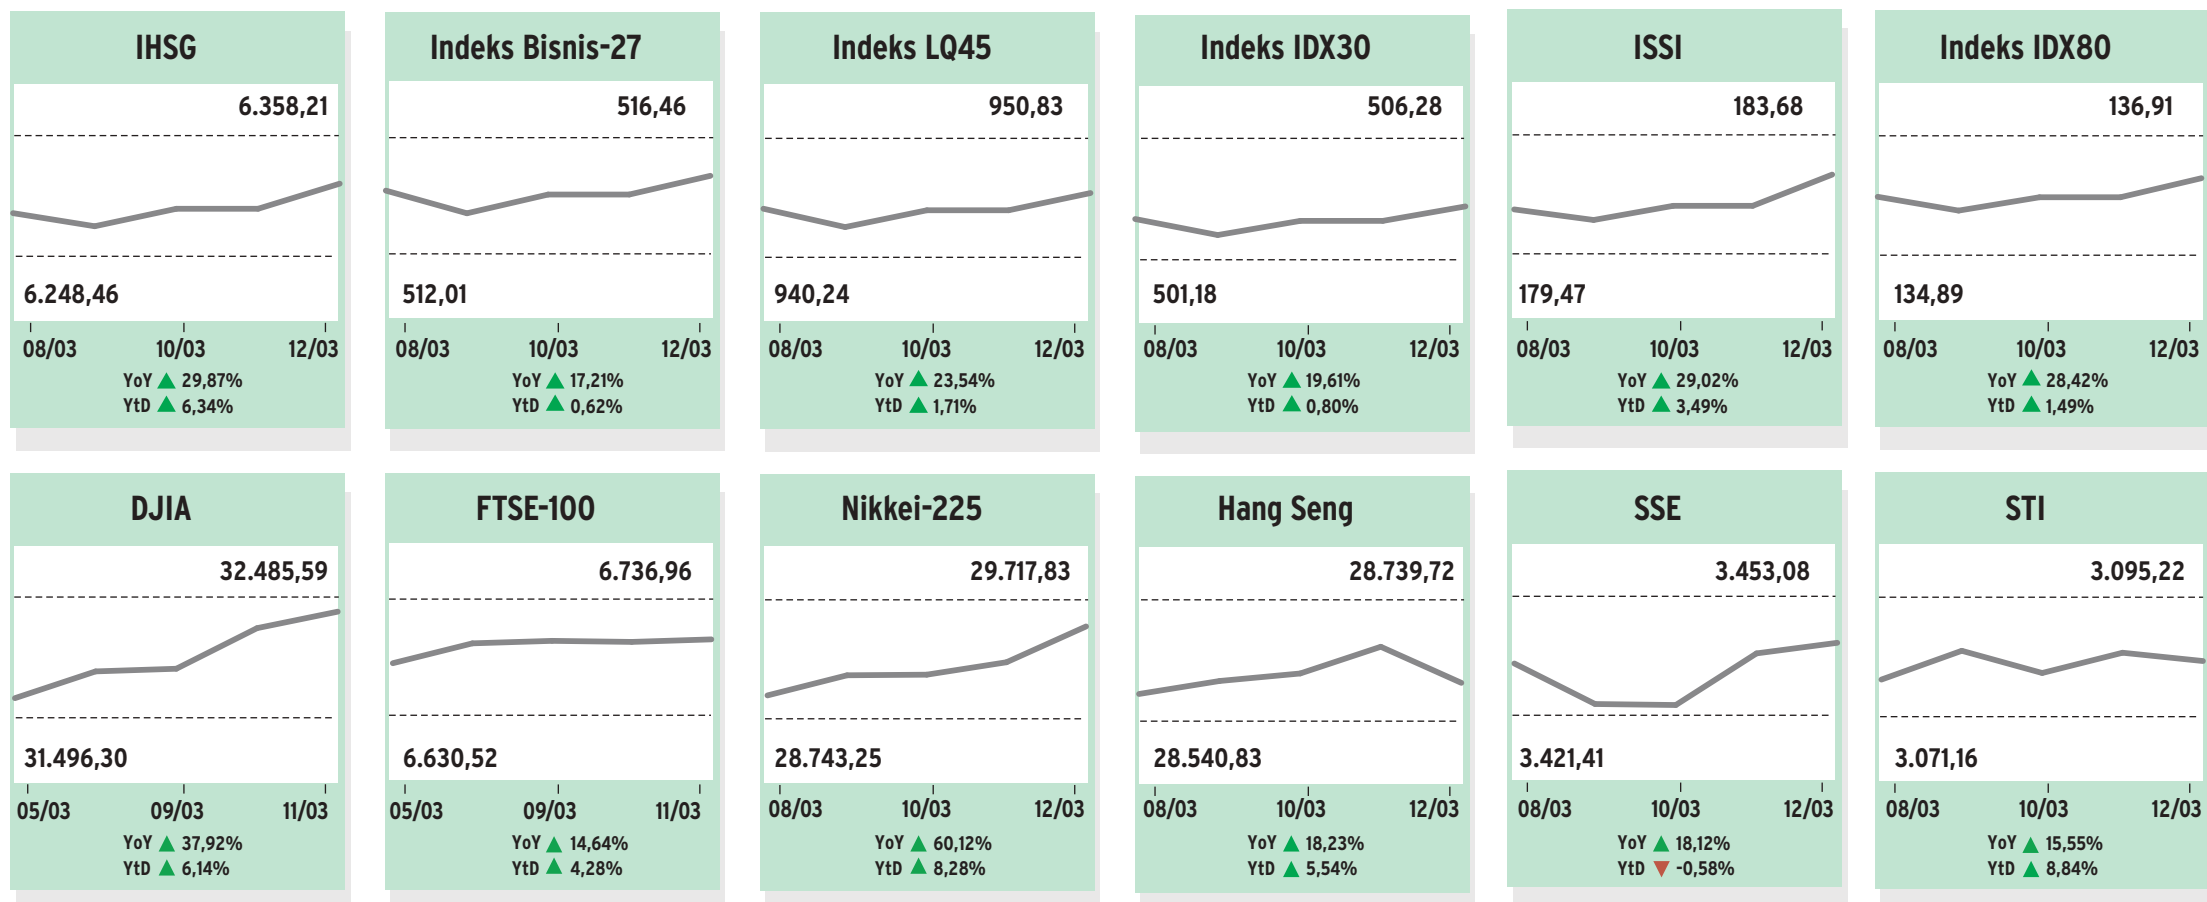 IHSG
6.358,21
6.248,46
08/03 10/03 12/03
YoY ▲ 29,87%
YtD ▲ 6,34%
Indeks Bisnis-27
516,46
512,01
08/03 10/03 12/03
YoY ▲ 17,21%
YtD ▲ 0,62%
Indeks LQ45
950,83
940,24
08/03 10/03 12/03
YoY ▲ 23,54%
YtD ▲ 1,71%
Indeks IDX30
506,28
501,18
08/03 10/03 12/03
YoY ▲ 19,61%
YtD ▲ 0,80%
ISSI
183,68
179,47
08/03 10/03 12/03
YoY ▲ 29,02%
YtD ▲ 3,49%
Indeks IDX80
136,91
134,89
08/03 10/03 12/03
YoY ▲ 28,42%
YtD ▲ 1,49%
DJIA
32.485,59
31.496,30
05/03 09/03 11/03
YoY ▲ 37,92%
YtD ▲ 6,14%
FTSE-100
6.736,96
6.630,52
05/03 09/03 11/03
YoY ▲ 14,64%
YtD ▲ 4,28%
Nikkei-225
29.717,83
28.743,25
08/03 10/03 12/03
YoY ▲ 60,12%
YtD ▲ 8,28%
Hang Seng
28.739,72
28.540,83
08/03 10/03 12/03
YoY ▲ 18,23%
YtD ▲ 5,54%
SSE
3.453,08
3.421,41
08/03 10/03 12/03
YoY ▲ 18,12%
YtD ▼ -0,58%
STI
3.095,22
3.071,16
08/03 10/03 12/03
YoY ▲ 15,55%
YtD ▲ 8,84%